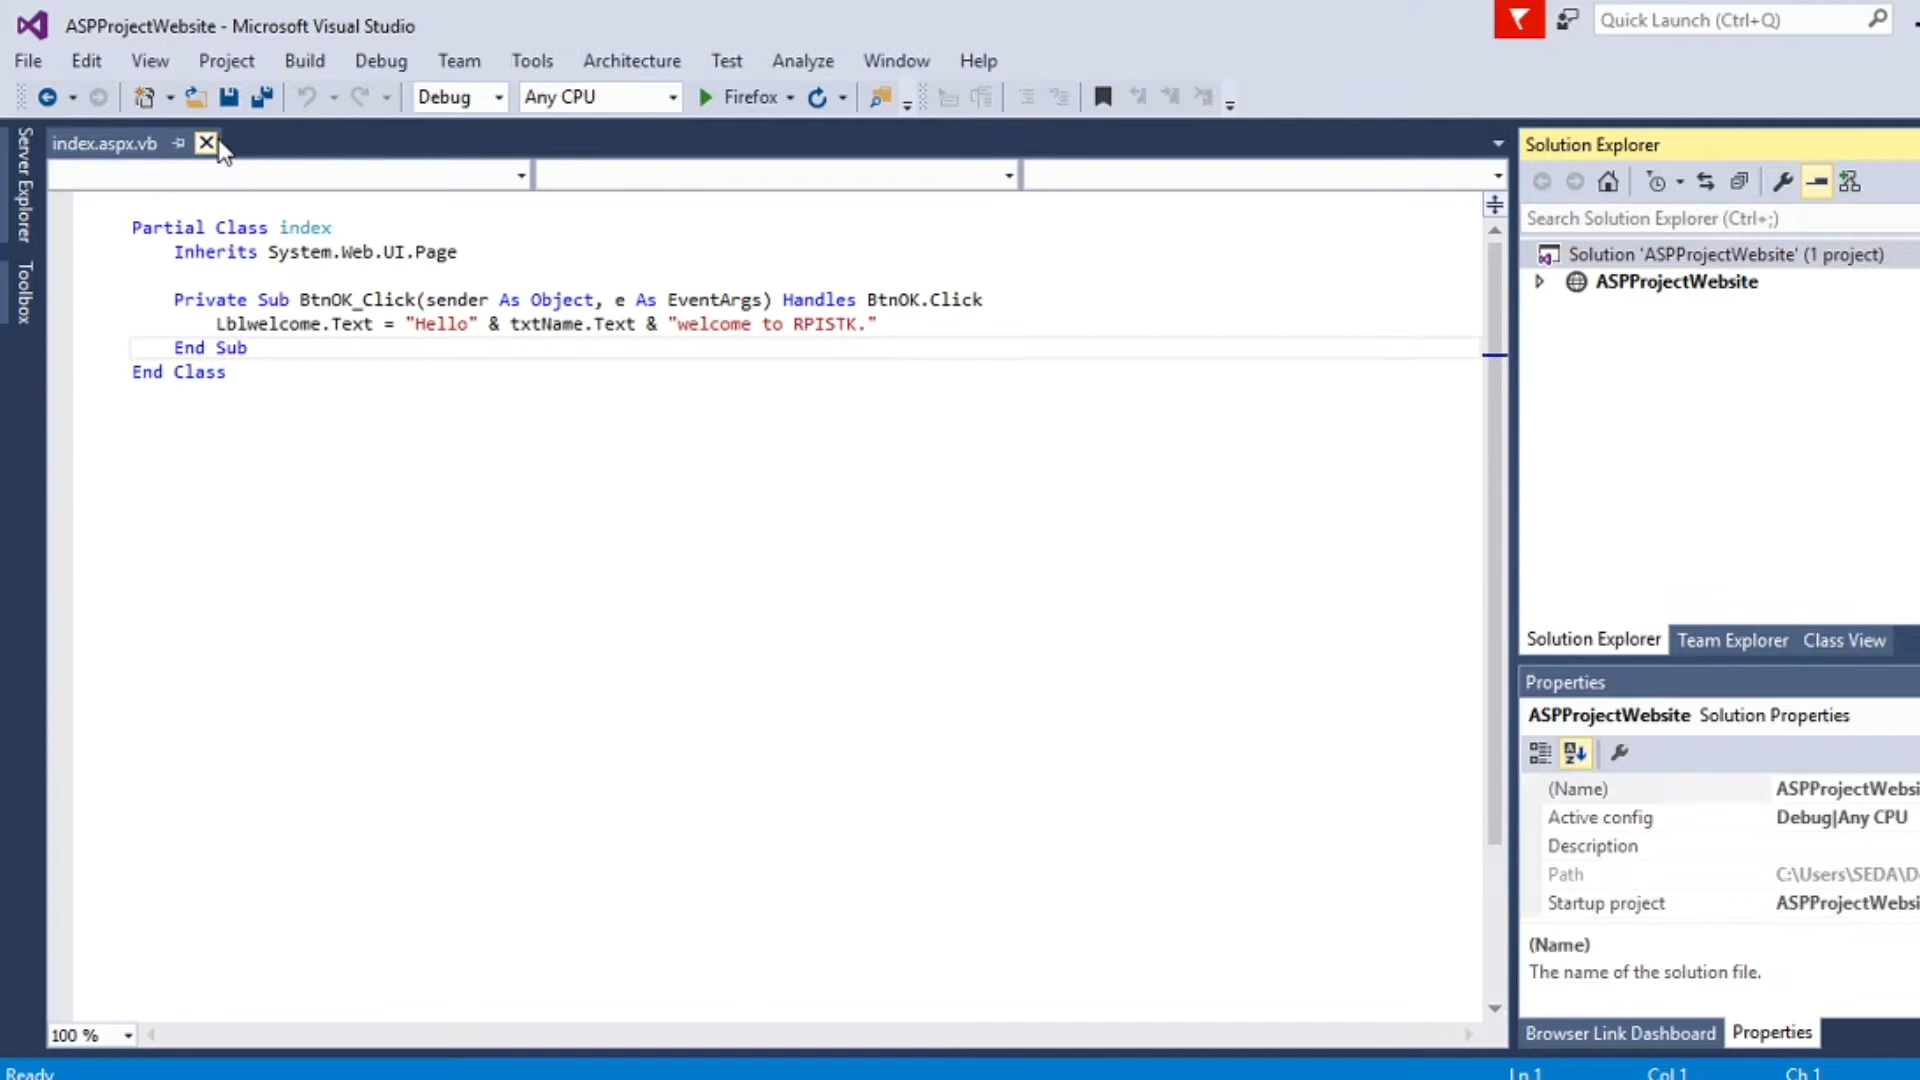 ASPProjectWebsite - Microsoft Visual Studio
Quick Launch (Ctrl+Q)
File Edit View Project Build Debug Team Tools Architecture Test Analyze Window Help
Debug Any CPU Firefox
Server Explorer
Toolbox
index.aspx.vb
Partial Class index
Inherits System.Web.UI.Page
Private Sub BtnOK_Click(sender As Object, e As EventArgs) Handles BtnOK.Click
Lblwelcome.Text = "Hello" & txtName.Text & "welcome to RPISTK."
End Sub
End Class
100 %
Solution Explorer
Search Solution Explorer (Ctrl+;)
Solution 'ASPProjectWebsite' (1 project)
ASPProjectWebsite
Solution Explorer Team Explorer Class View
Properties
ASPProjectWebsite Solution Properties
(Name) ASPProjectWebsi
Active config Debug|Any CPU
Description
Path C:\Users\SEDA\D
Startup project ASPProjectWebsi
(Name)
The name of the solution file.
Browser Link Dashboard Properties
Ready Ln 1 Col 1 Ch 1